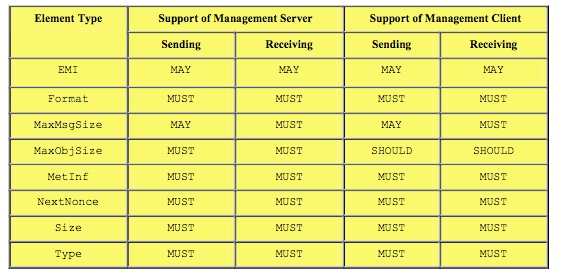 Element Type Support of Management Server Support of Management Client
Sending Receiving Sending Receiving
EMI MAY MAY MAY MAY
Format MUST MUST MUST MUST
MaxMsgSize MAY MUST MAY MUST
MaxObjSize MUST MUST SHOULD SHOULD
MetInf MUST MUST MUST MUST
NextNonce MUST MUST MUST MUST
Size MUST MUST MUST MUST
Type MUST MUST MUST MUST